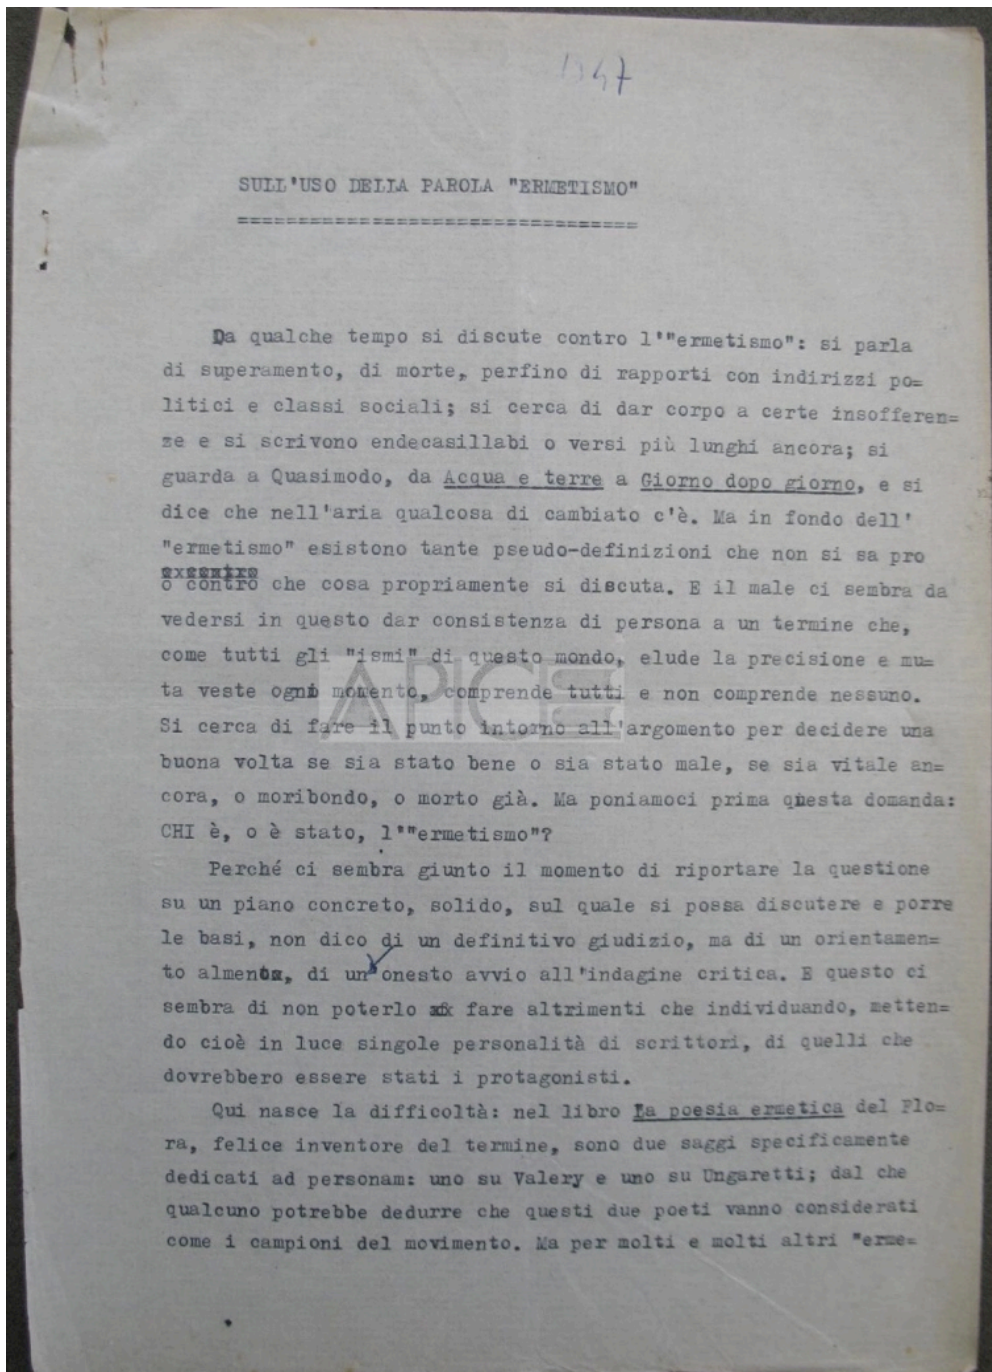 1947
SULL'USO DELLA PAROLA "ERMETISMO"
=================================
Da qualche tempo si discute contro l'"ermetismo": si parla
di superamento, di morte, perfino di rapporti con indirizzi po=
litici e classi sociali; si cerca di dar corpo a certe insofferen=
ze e si scrivono endecasillabi o versi più lunghi ancora; si
guarda a Quasimodo, da Acqua e terre a Giorno dopo giorno, e si
dice che nell'aria qualcosa di cambiato c'è. Ma in fondo dell'
"ermetismo" esistono tante pseudo-definizioni che non si sa pro
o contro che cosa propriamente si discuta. E il male ci sembra da
vedersi in questo dar consistenza di persona a un termine che,
come tutti gli "ismi" di questo mondo, elude la precisione e mu=
ta veste ogni momento, comprende tutti e non comprende nessuno.
Si cerca di fare il punto intorno all'argomento per decidere una
buona volta se sia stato bene o sia stato male, se sia vitale an=
cora, o moribondo, o morto già. Ma poniamoci prima questa domanda:
CHI è, o è stato, l'"ermetismo"?
Perché ci sembra giunto il momento di riportare la questione
su un piano concreto, solido, sul quale si possa discutere e porre
le basi, non dico di un definitivo giudizio, ma di un orientamen=
to almeno, di un onesto avvio all'indagine critica. E questo ci
sembra di non poterlo fare altrimenti che individuando, metten=
do cioè in luce singole personalità di scrittori, di quelli che
dovrebbero essere stati i protagonisti.
Qui nasce la difficoltà: nel libro La poesia ermetica del Flo=
ra, felice inventore del termine, sono due saggi specificamente
dedicati ad personam: uno su Valery e uno su Ungaretti; dal che
qualcuno potrebbe dedurre che questi due poeti vanno considerati
come i campioni del movimento. Ma per molti e molti altri "erme=
APICE